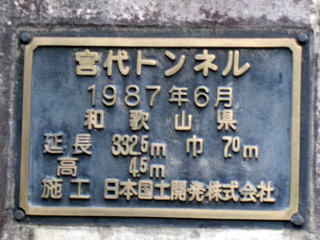 宮代トンネル
1987年6月
和歌山県
延長 332.5m 巾 7.0m
高 4.5m
施工 日本国土開発株式会社